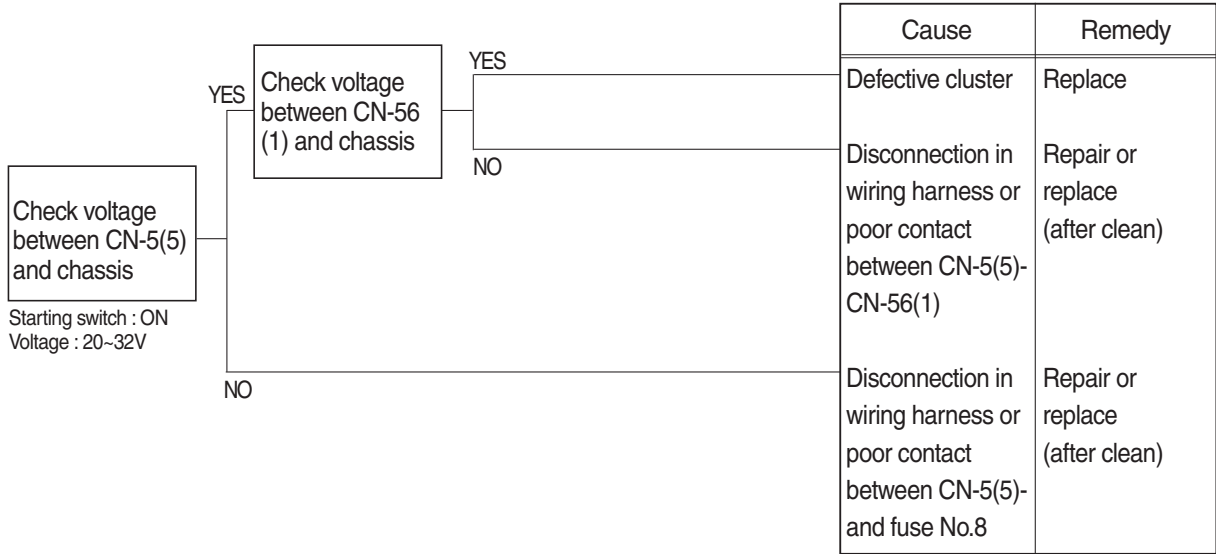 Cause
Remedy
YES
Check voltage
between CN-56
(1) and chassis
YES
NO
Check voltage
between CN-5(5)
and chassis
Starting switch : ON
Voltage : 20~32V
NO
Defective cluster
Replace
Disconnection in
wiring harness or
poor contact
between CN-5(5)-
CN-56(1)
Repair or
replace
(after clean)
Disconnection in
wiring harness or
poor contact
between CN-5(5)-
and fuse No.8
Repair or
replace
(after clean)